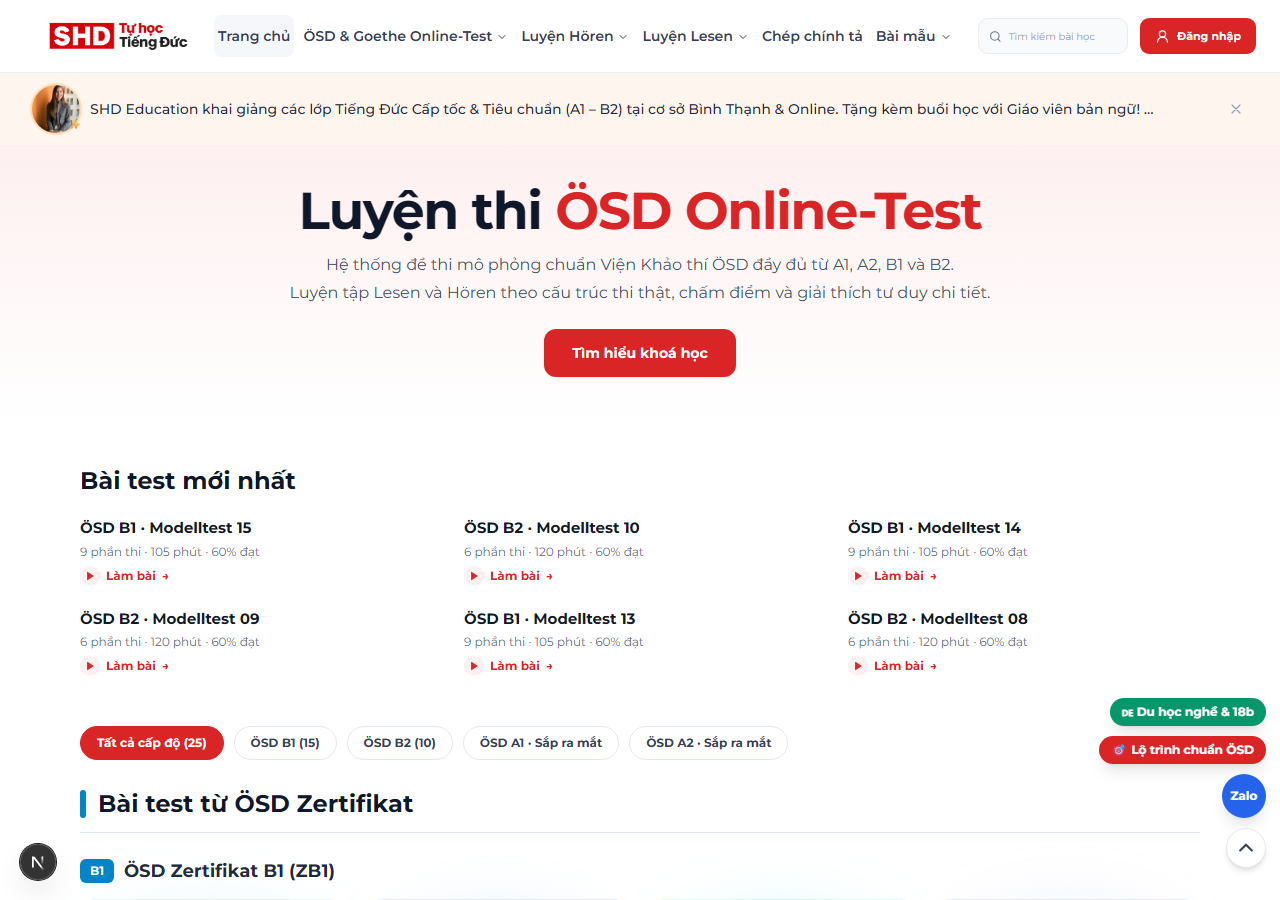 SHD Tự học Tiếng Đức
Trang chủ
ÖSD & Goethe Online-Test
Luyện Hören
Luyện Lesen
Chép chính tả
Bài mẫu
Tìm kiếm bài học
Đăng nhập
SHD Education khai giảng các lớp Tiếng Đức Cấp tốc & Tiêu chuẩn (A1 – B2) tại cơ sở Bình Thạnh & Online. Tặng kèm buổi học với Giáo viên bản ngữ! ...
Luyện thi ÖSD Online-Test
Hệ thống đề thi mô phỏng chuẩn Viện Khảo thí ÖSD đầy đủ từ A1, A2, B1 và B2.
Luyện tập Lesen và Hören theo cấu trúc thi thật, chấm điểm và giải thích tư duy chi tiết.
Tìm hiểu khoá học
Bài test mới nhất
ÖSD B1 · Modelltest 15
9 phần thi · 105 phút · 60% đạt
Làm bài →
ÖSD B2 · Modelltest 10
6 phần thi · 120 phút · 60% đạt
Làm bài →
ÖSD B1 · Modelltest 14
9 phần thi · 105 phút · 60% đạt
Làm bài →
ÖSD B2 · Modelltest 09
6 phần thi · 120 phút · 60% đạt
Làm bài →
ÖSD B1 · Modelltest 13
9 phần thi · 105 phút · 60% đạt
Làm bài →
ÖSD B2 · Modelltest 08
6 phần thi · 120 phút · 60% đạt
Làm bài →
DE Du học nghề & 18b
Tất cả cấp độ (25)
ÖSD B1 (15)
ÖSD B2 (10)
ÖSD A1 · Sắp ra mắt
ÖSD A2 · Sắp ra mắt
Lộ trình chuẩn ÖSD
Zalo
Bài test từ ÖSD Zertifikat
B1 ÖSD Zertifikat B1 (ZB1)
N